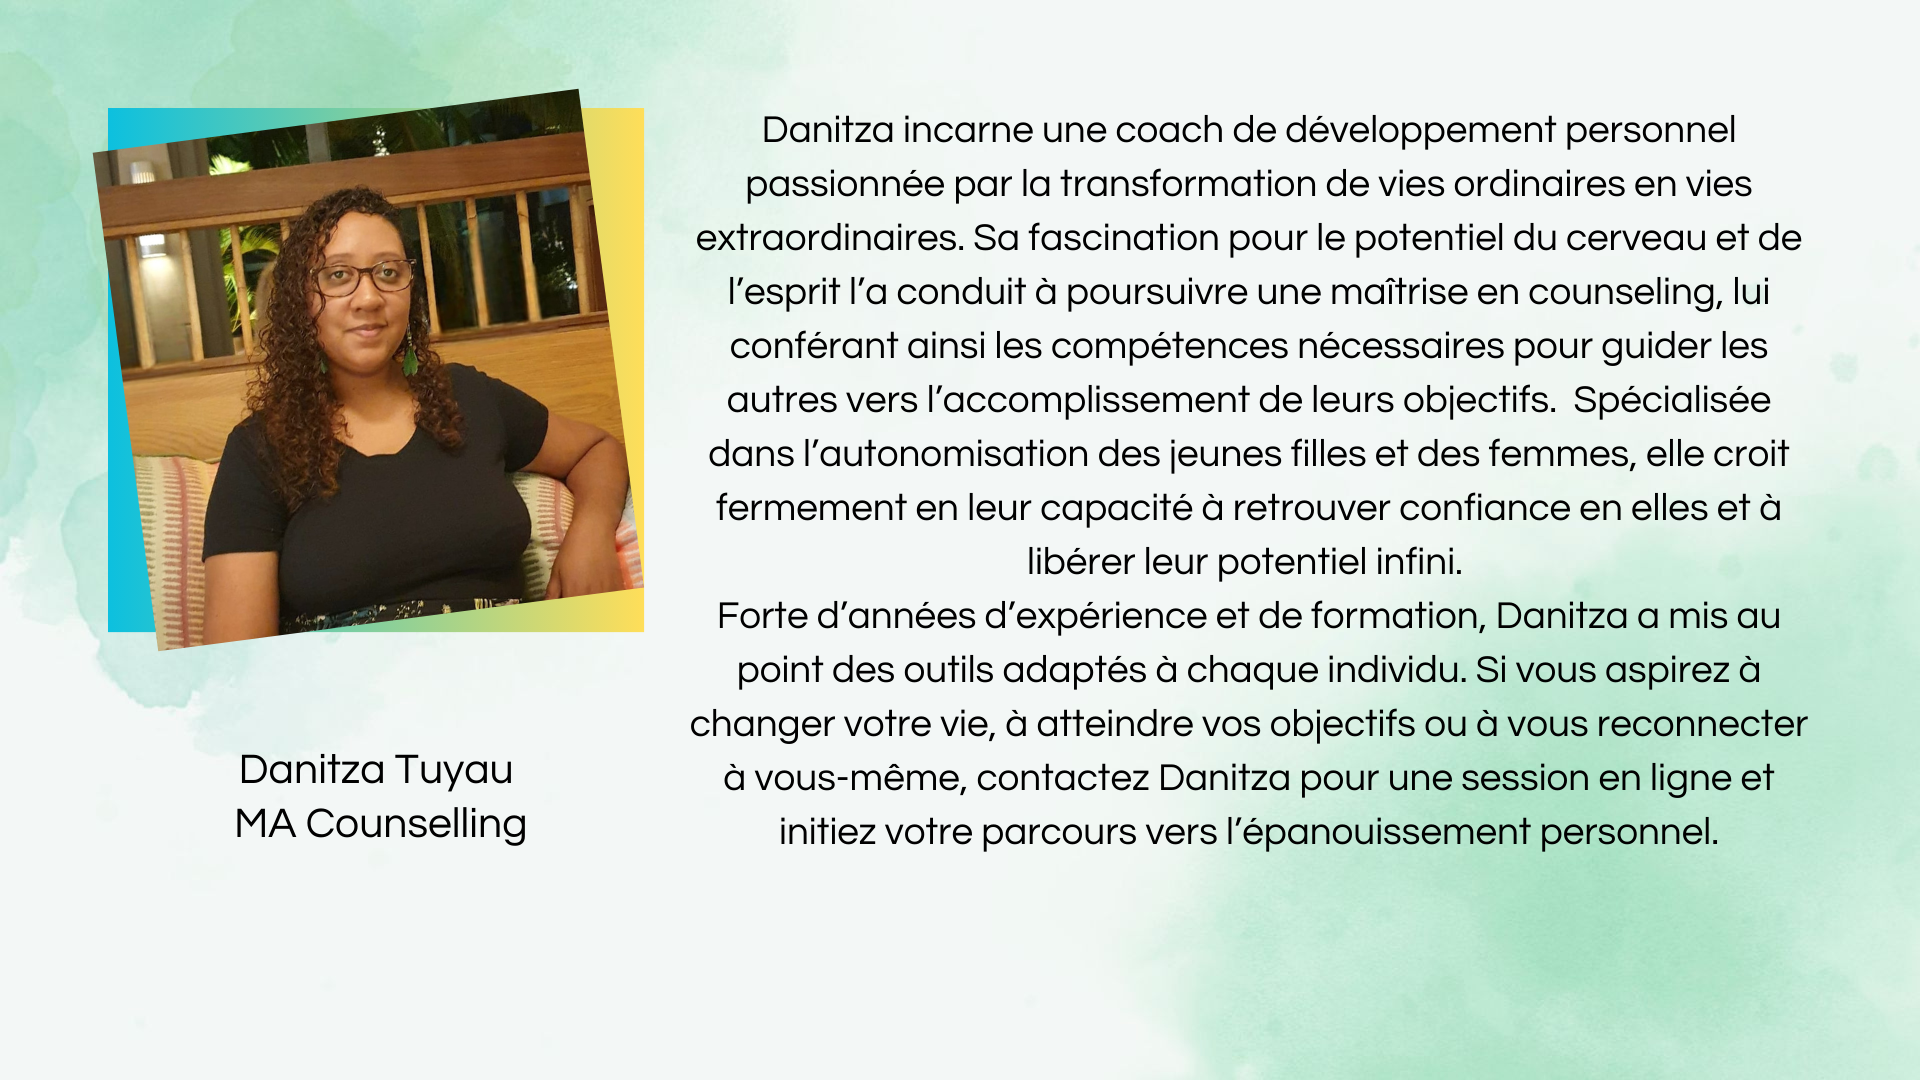 Danitza incarne une coach de développement personnel
passionnée par la transformation de vies ordinaires en vies
extraordinaires. Sa fascination pour le potentiel du cerveau et de
l’esprit l’a conduit à poursuivre une maîtrise en counseling, lui
conférant ainsi les compétences nécessaires pour guider les
autres vers l’accomplissement de leurs objectifs.  Spécialisée
dans l’autonomisation des jeunes filles et des femmes, elle croit
fermement en leur capacité à retrouver confiance en elles et à
libérer leur potentiel infini.
Forte d’années d’expérience et de formation, Danitza a mis au
point des outils adaptés à chaque individu. Si vous aspirez à
changer votre vie, à atteindre vos objectifs ou à vous reconnecter
à vous-même, contactez Danitza pour une session en ligne et
initiez votre parcours vers l’épanouissement personnel.
Danitza Tuyau
MA Counselling